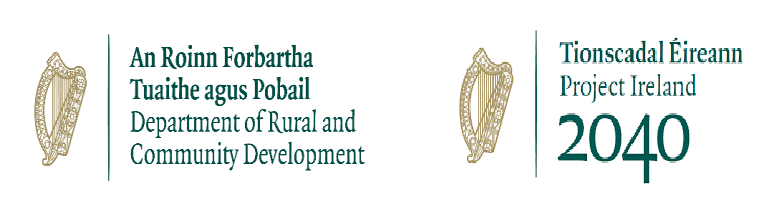 An Roinn Forbartha
Tuaithe agus Pobail
Department of Rural and
Community Development
Tionscadal Éireann
Project Ireland
2040